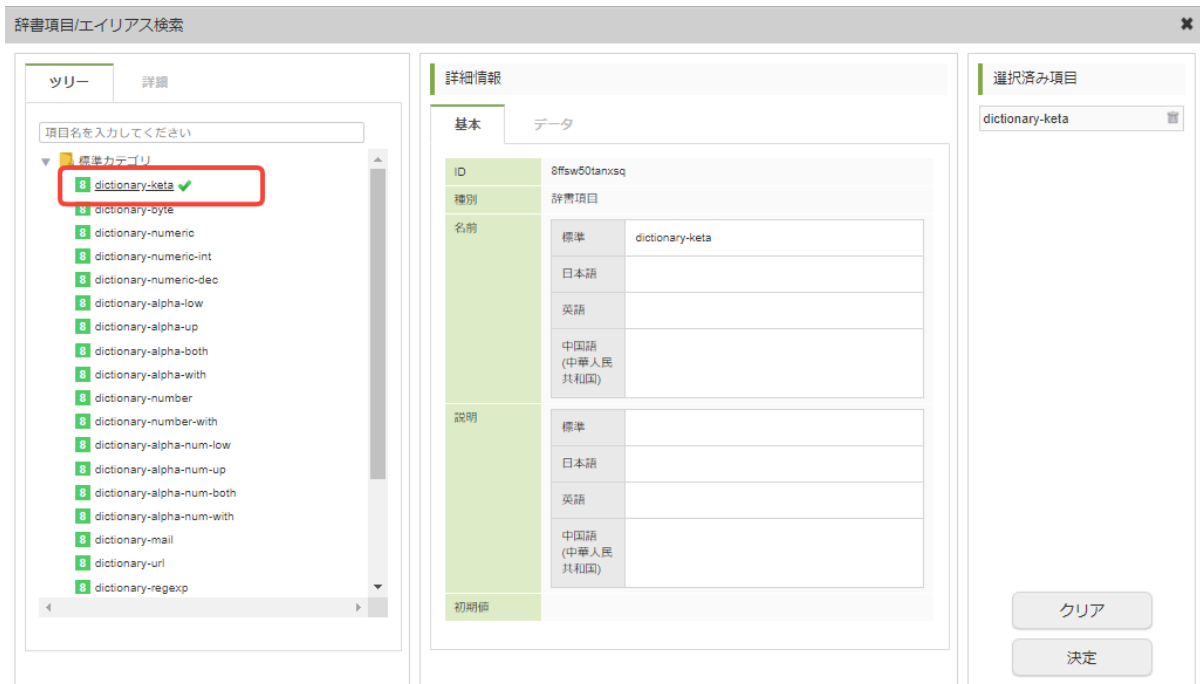 辞書項目/エイリアス検索
ツリー
詳細
項目名を入力してください
標準カテゴリ
dictionary-keta
dictionary-byte
dictionary-numeric
dictionary-numeric-int
dictionary-numeric-dec
dictionary-alpha-low
dictionary-alpha-up
dictionary-alpha-both
dictionary-alpha-with
dictionary-number
dictionary-number-with
dictionary-alpha-num-low
dictionary-alpha-num-up
dictionary-alpha-num-both
dictionary-alpha-num-with
dictionary-mail
dictionary-url
dictionary-regexp
詳細情報
基本
データ
ID 8ffsw50tanxsq
種別 辞書項目
名前
標準 dictionary-keta
日本語
英語
中国語
(中華人民
共和国)
説明
標準
日本語
英語
中国語
(中華人民
共和国)
初期値
選択済み項目
dictionary-keta
クリア
決定